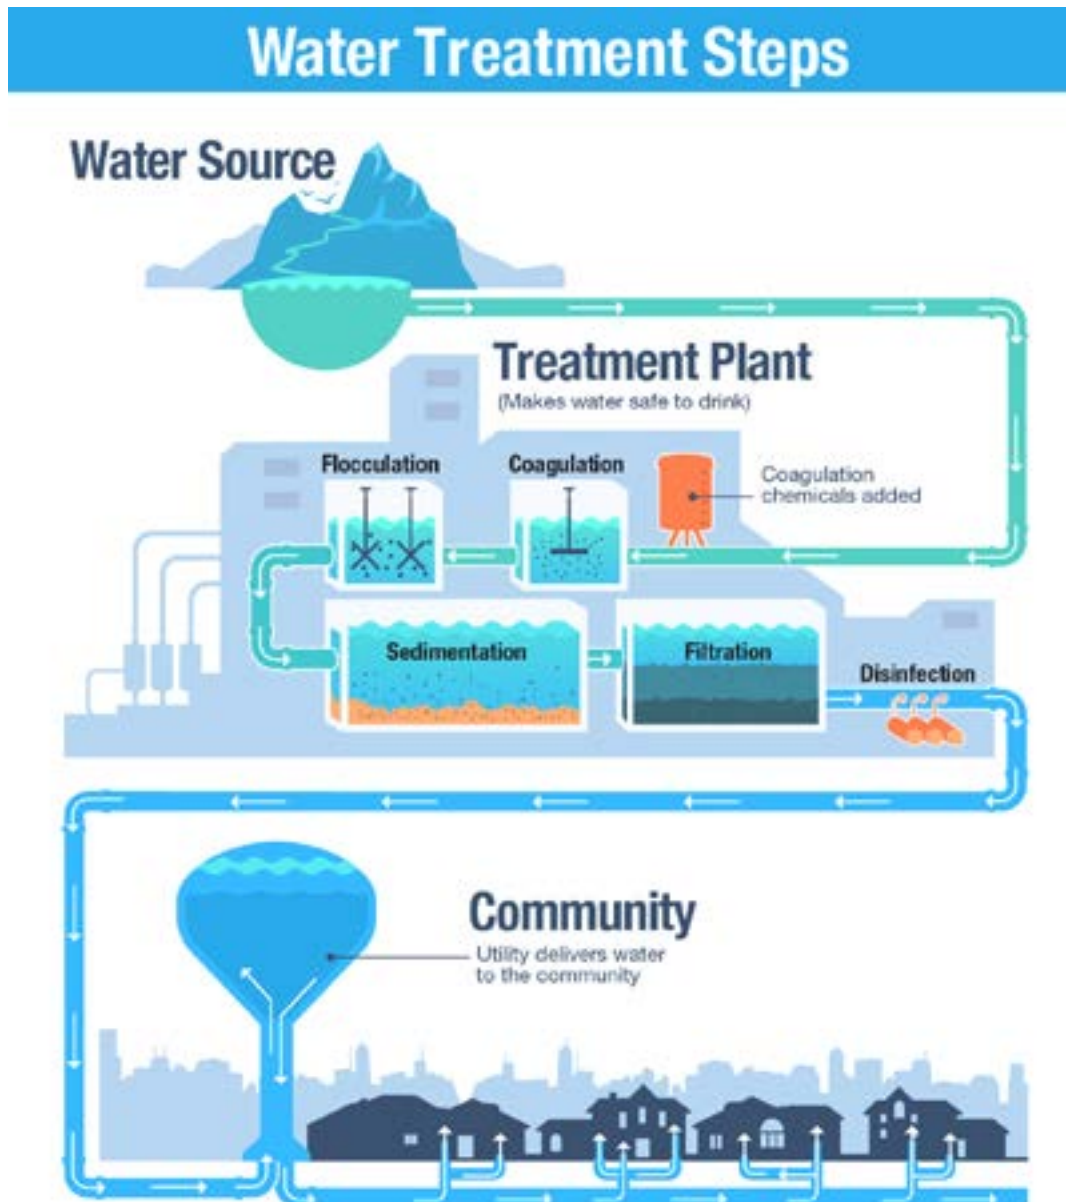 Water Treatment Steps
Water Source
Treatment Plant
(Makes water safe to drink)
Flocculation
Coagulation
Coagulation
chemicals added
Sedimentation
Filtration
Disinfection
Community
Utility delivers water
to the community